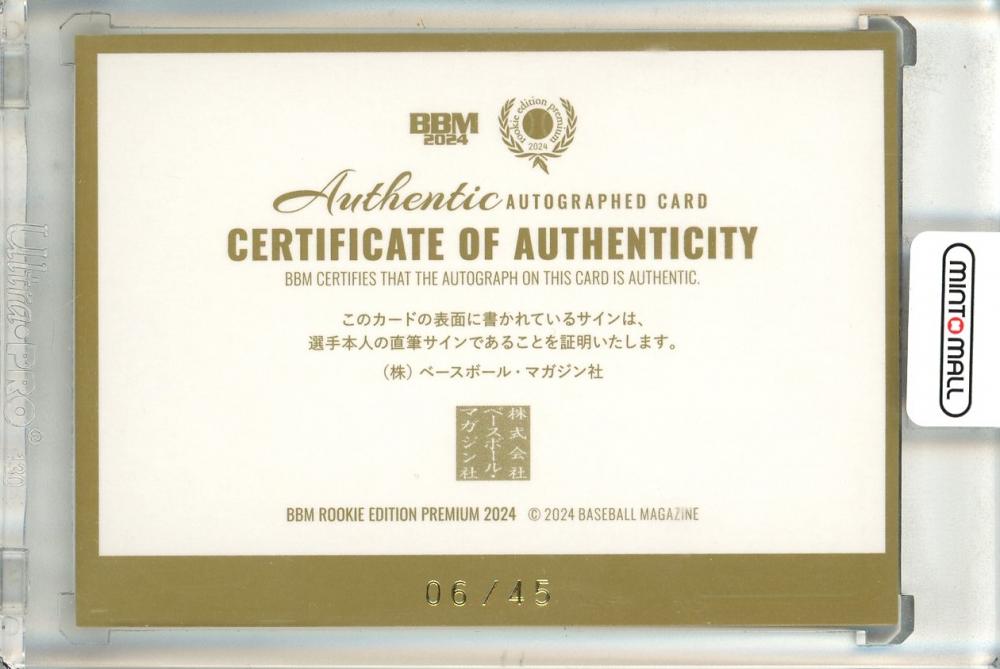 BBM
2024
rookie edition premium
2024
Authentic AUTOGRAPHED CARD
CERTIFICATE OF AUTHENTICITY
BBM CERTIFIES THAT THE AUTOGRAPH ON THIS CARD IS AUTHENTIC.
このカードの表面に書かれているサインは、
選手本人の直筆サインであることを証明いたします。
(株) ベースボール・マガジン社
株式会社
ベースボール・
マガジン社
BBM ROOKIE EDITION PREMIUM 2024 © 2024 BASEBALL MAGAZINE
06/45
Ultra•PRO®
MINT MALL